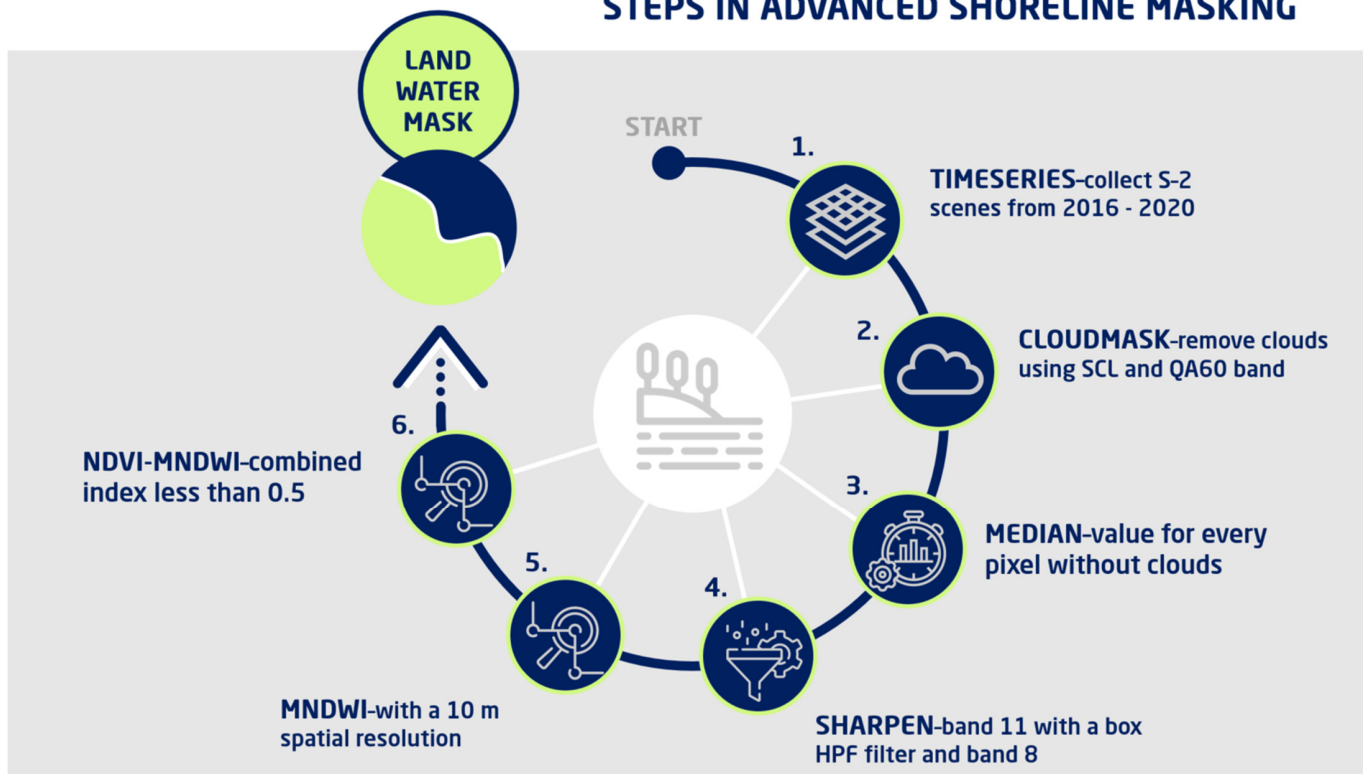 STEPS IN ADVANCED SHORELINE MASKING
LAND
WATER
MASK
START
1.
TIMESERIES-collect S-2
scenes from 2016 - 2020
2.
CLOUDMASK-remove clouds
using SCL and QA60 band
3.
MEDIAN-value for every
pixel without clouds
4.
SHARPEN-band 11 with a box
HPF filter and band 8
5.
MNDWI-with a 10 m
spatial resolution
6.
NDVI-MNDWI-combined
index less than 0.5